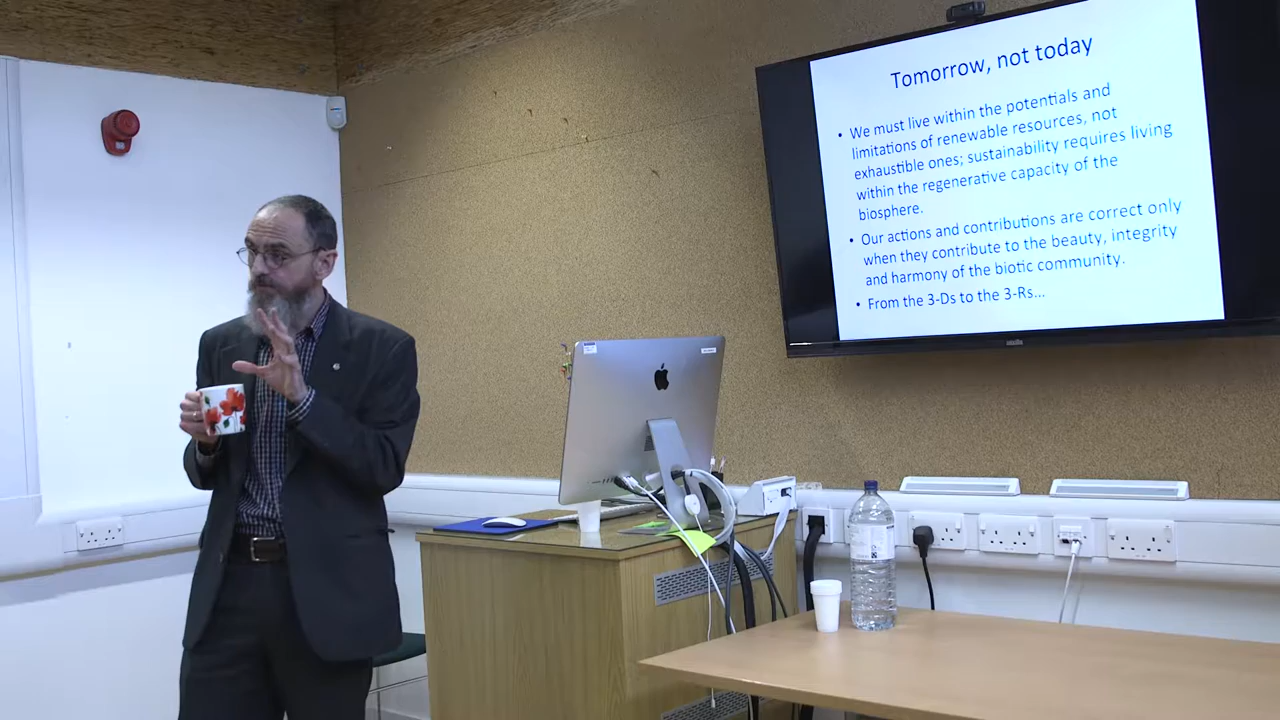 Tomorrow, not today
• We must live within the potentials and
limitations of renewable resources, not
exhaustible ones; sustainability requires living
within the regenerative capacity of the
biosphere.
• Our actions and contributions are correct only
when they contribute to the beauty, integrity
and harmony of the biotic community.
• From the 3-Ds to the 3-Rs...